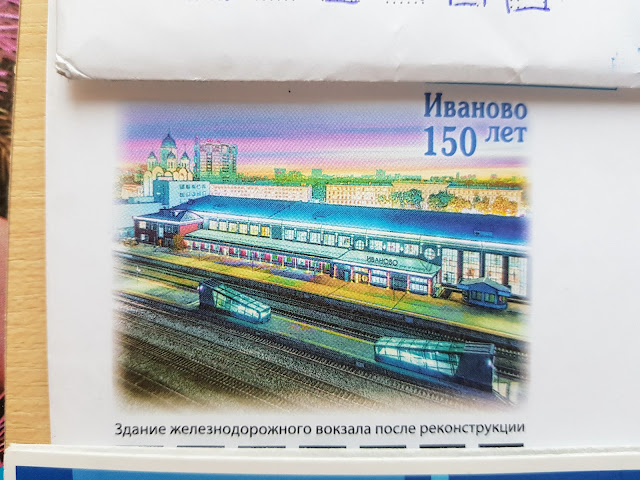 Иваново
150 лет
ИВАНОВО
Здание железнодорожного вокзала после реконструкции